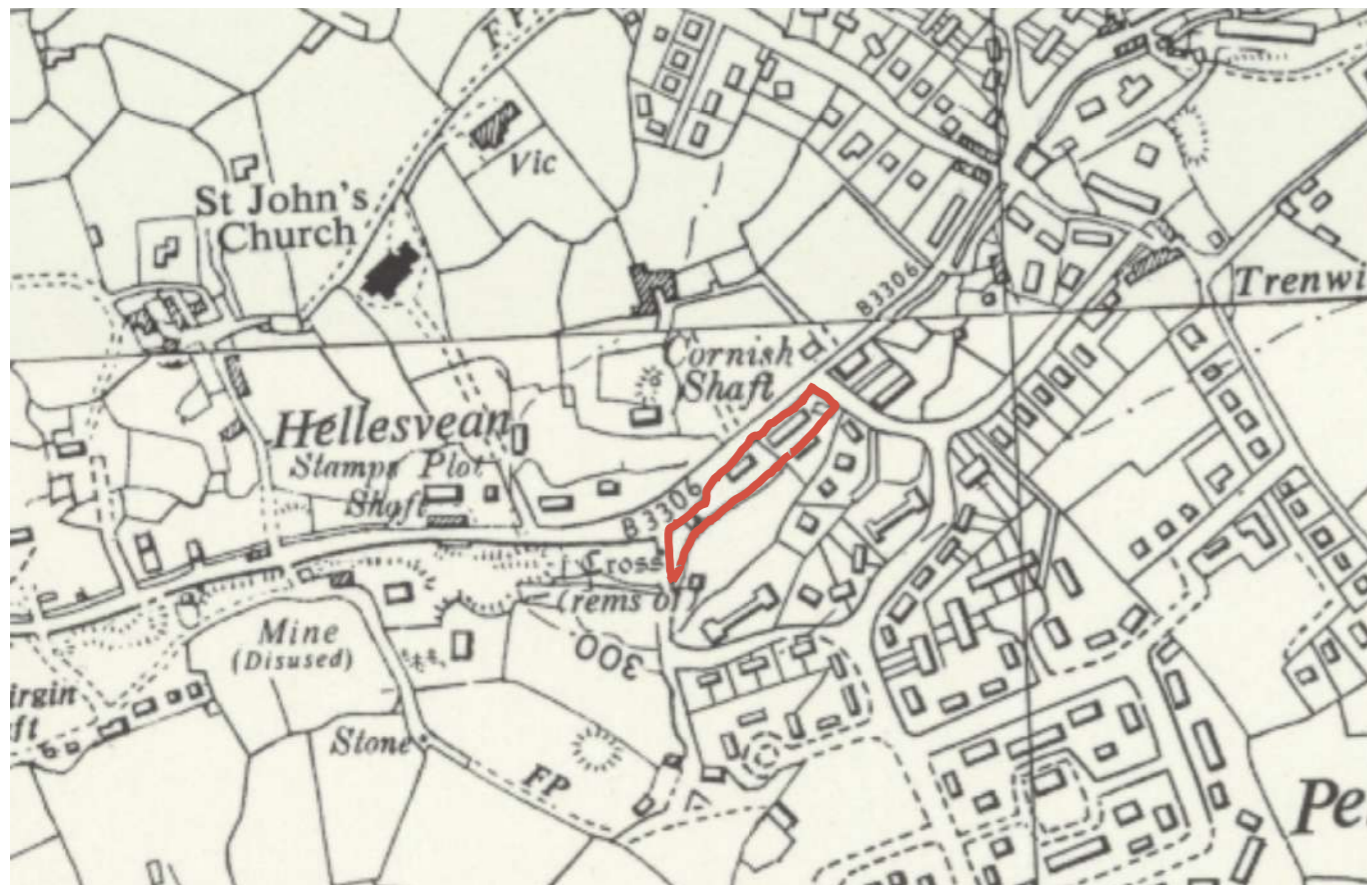 F.P.
Vic
St John's
Church
B3306
Trenwi
Cornish
Shaft
Hellesvean
Stamps Plot
Shaft
B 3306
Cross
(rems of)
300
Mine
(Disused)
irgin
ft
Stone
FP
Pe